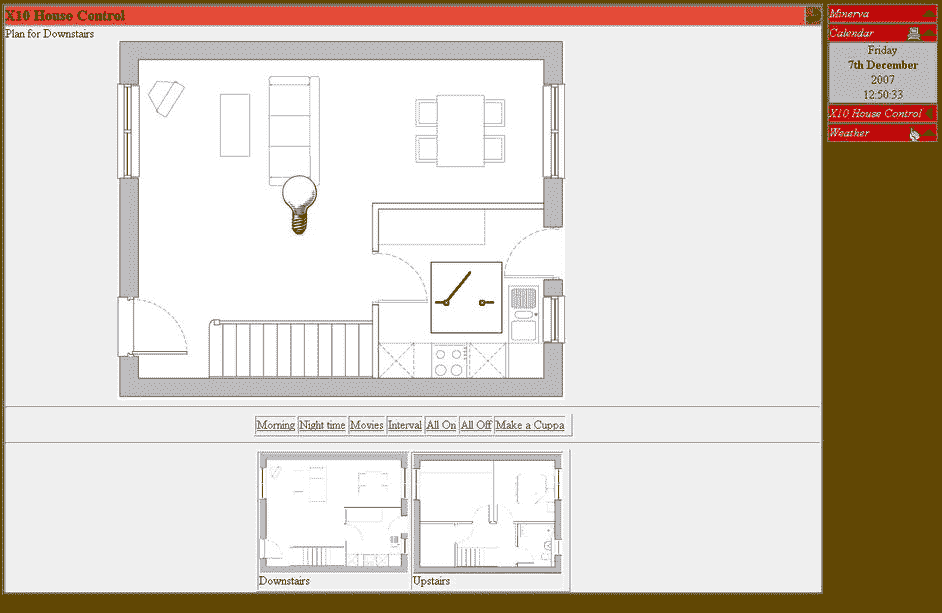 X10 House Control
Plan for Downstairs
Morning Night time Movies Interval All On All Off Make a Cuppa
Downstairs Upstairs
Minerva
Calendar
Friday
7th December
2007
12:50:33
X10 House Control
Weather